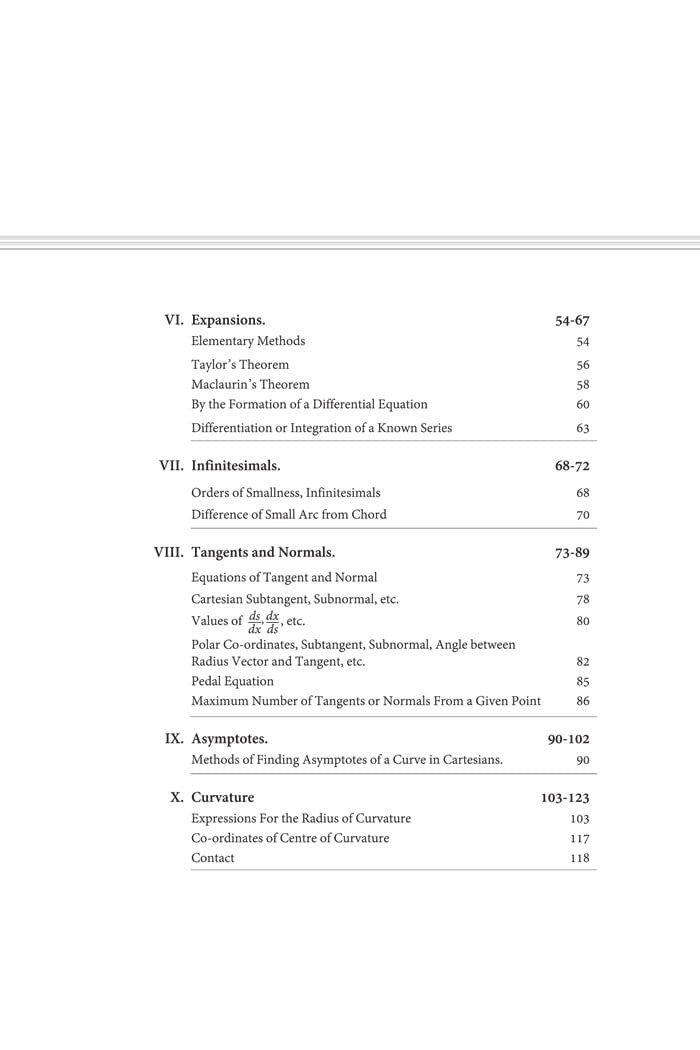 VI. Expansions. 54-67
Elementary Methods 54
Taylor's Theorem 56
Maclaurin's Theorem 58
By the Formation of a Differential Equation 60
Differentiation or Integration of a Known Series 63
VII. Infinitesimals. 68-72
Orders of Smallness, Infinitesimals 68
Difference of Small Arc from Chord 70
VIII. Tangents and Normals. 73-89
Equations of Tangent and Normal 73
Cartesian Subtangent, Subnormal, etc. 78
Values of ds/dx, dx/ds, etc. 80
Polar Co-ordinates, Subtangent, Subnormal, Angle between
Radius Vector and Tangent, etc. 82
Pedal Equation 85
Maximum Number of Tangents or Normals From a Given Point 86
IX. Asymptotes. 90-102
Methods of Finding Asymptotes of a Curve in Cartesians. 90
X. Curvature 103-123
Expressions For the Radius of Curvature 103
Co-ordinates of Centre of Curvature 117
Contact 118